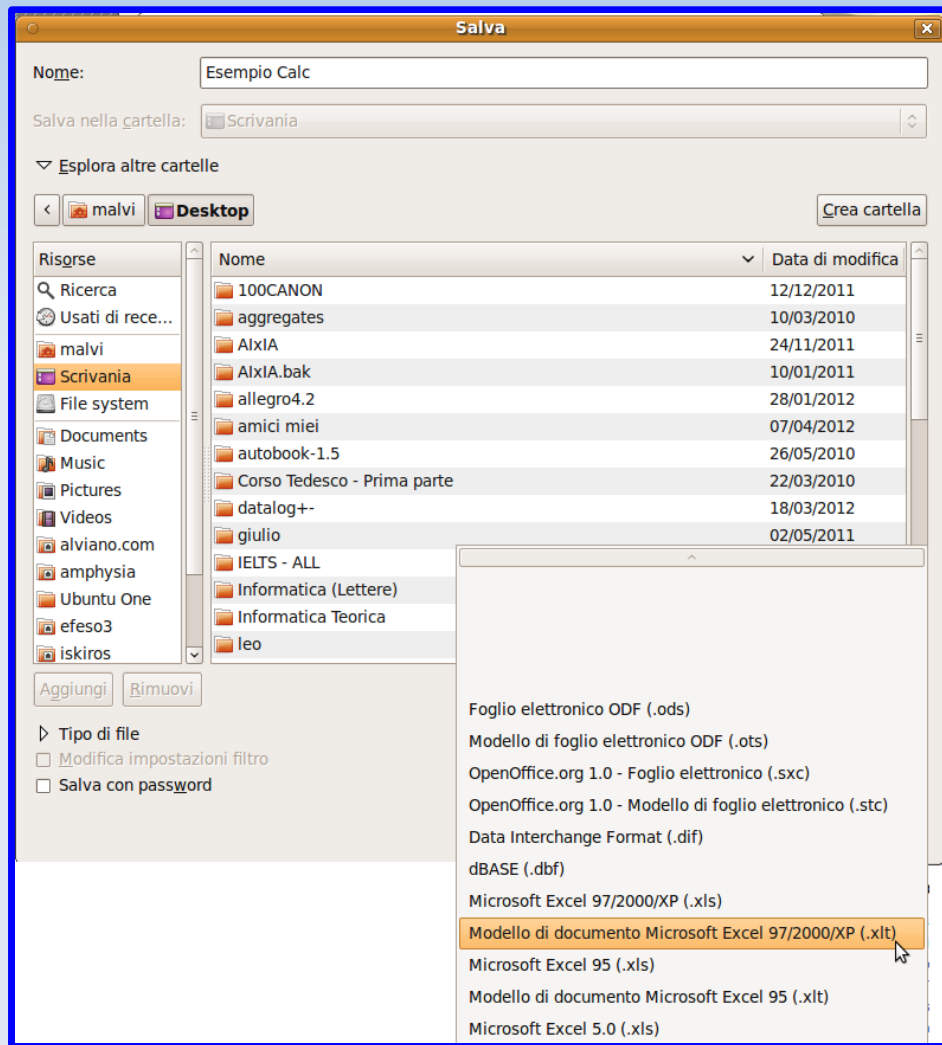 Salva
Nome: Esempio Calc
Salva nella cartella: Scrivania
Esplora altre cartelle
malvi Desktop Crea cartella
Risorse
Ricerca
Usati di rece...
malvi
Scrivania
File system
Documents
Music
Pictures
Videos
alviano.com
amphysia
Ubuntu One
efeso3
iskiros
Nome Data di modifica
100CANON 12/12/2011
aggregates 10/03/2010
AIxIA 24/11/2011
AIxIA.bak 10/01/2011
allegro4.2 28/01/2012
amici miei 07/04/2012
autobook-1.5 26/05/2010
Corso Tedesco - Prima parte 22/03/2010
datalog+- 18/03/2012
giulio 02/05/2011
IELTS - ALL
Informatica (Lettere)
Informatica Teorica
leo
Aggiungi Rimuovi
Tipo di file
Modifica impostazioni filtro
Salva con password
Foglio elettronico ODF (.ods)
Modello di foglio elettronico ODF (.ots)
OpenOffice.org 1.0 - Foglio elettronico (.sxc)
OpenOffice.org 1.0 - Modello di foglio elettronico (.stc)
Data Interchange Format (.dif)
dBASE (.dbf)
Microsoft Excel 97/2000/XP (.xls)
Modello di documento Microsoft Excel 97/2000/XP (.xlt)
Microsoft Excel 95 (.xls)
Modello di documento Microsoft Excel 95 (.xlt)
Microsoft Excel 5.0 (.xls)